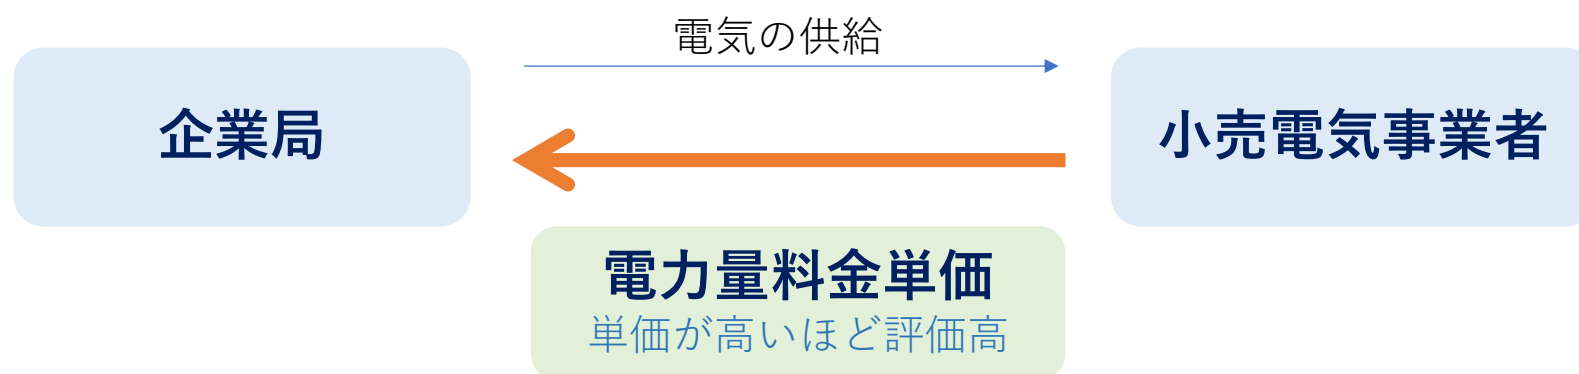 電気の供給
企業局
小売電気事業者
電力量料金単価
単価が高いほど評価高